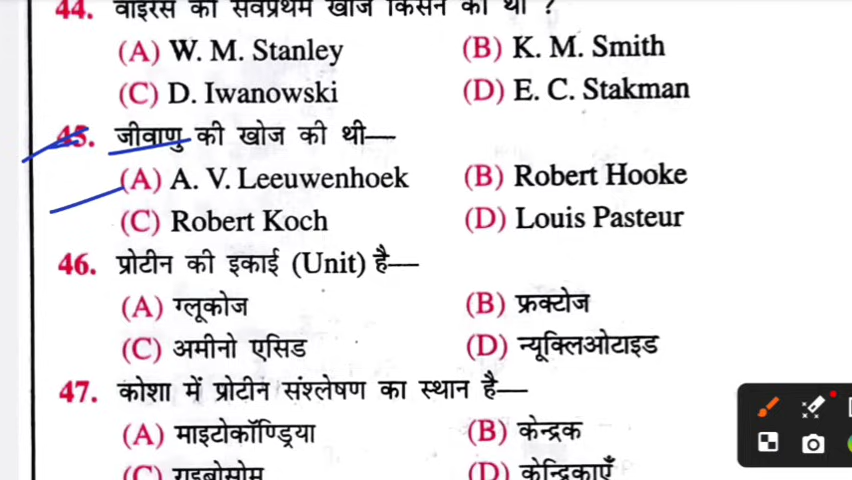 44. वाइरस की सर्वप्रथम खोज किसने की थी ?
(A) W. M. Stanley (B) K. M. Smith
(C) D. Iwanowski (D) E. C. Stakman
45. जीवाणु की खोज की थी—
(A) A. V. Leeuwenhoek (B) Robert Hooke
(C) Robert Koch (D) Louis Pasteur
46. प्रोटीन की इकाई (Unit) है—
(A) ग्लूकोज (B) फ्रक्टोज
(C) अमीनो एसिड (D) न्यूक्लिओटाइड
47. कोशा में प्रोटीन संश्लेषण का स्थान है—
(A) माइटोकॉण्ड्रिया (B) केन्द्रक
(C) राइबोसोम (D) केन्द्रिकाएँ